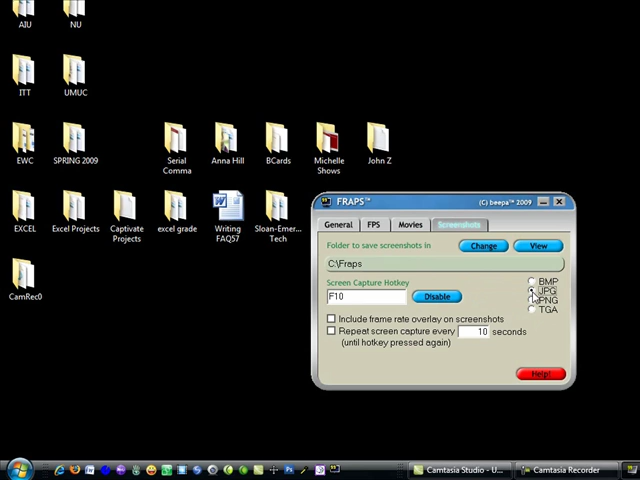 AIU
NU
ITT
UMUC
EWC
SPRING 2009
Serial Comma
Anna Hill
BCards
Michelle Shows
John Z
EXCEL
Excel Projects
Captivate Projects
excel grade
Writing FAQ57
Sloan-Emer... Tech
CamRec0
FRAPS™
(C) beepa™ 2009
General
FPS
Movies
Screenshots
Folder to save screenshots in
Change
View
C:\Fraps
Screen Capture Hotkey
F10
Disable
BMP
JPG
PNG
TGA
Include frame rate overlay on screenshots
Repeat screen capture every 10 seconds
(until hotkey pressed again)
Help!
Camtasia Studio - U...
Camtasia Recorder